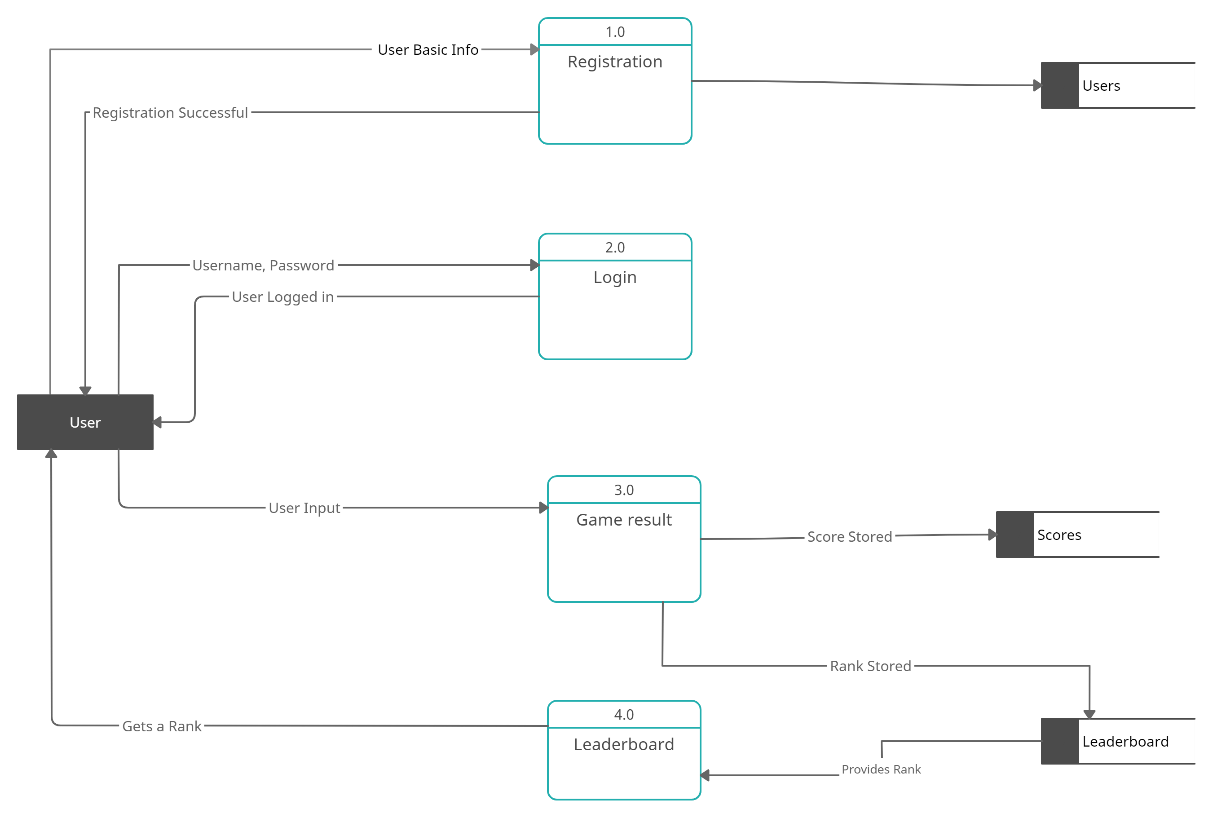 1.0
User Basic Info
Registration
Users
Registration Successful
2.0
Username, Password
Login
User Logged in
User
3.0
User Input
Game result
Score Stored
Scores
Rank Stored
4.0
Gets a Rank
Leaderboard
Leaderboard
Provides Rank